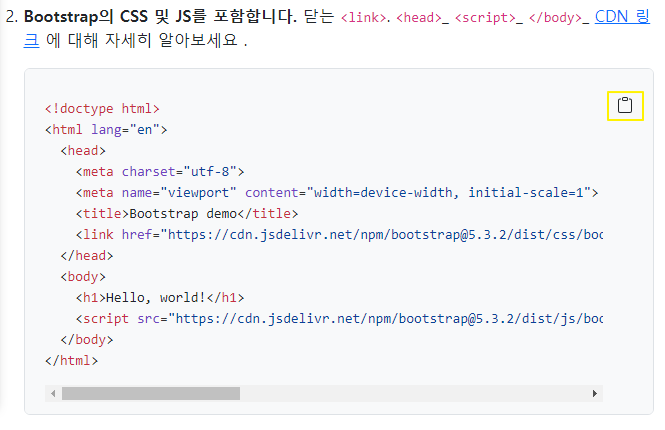 2. Bootstrap의 CSS 및 JS를 포함합니다. 닫는 <link>. <head>_ <script>_ </body>_ CDN 링
크 에 대해 자세히 알아보세요 .
<!doctype html>
<html lang="en">
  <head>
    <meta charset="utf-8">
    <meta name="viewport" content="width=device-width, initial-scale=1">
    <title>Bootstrap demo</title>
    <link href="https://cdn.jsdelivr.net/npm/bootstrap@5.3.2/dist/css/boo
  </head>
  <body>
    <h1>Hello, world!</h1>
    <script src="https://cdn.jsdelivr.net/npm/bootstrap@5.3.2/dist/js/boo
  </body>
</html>